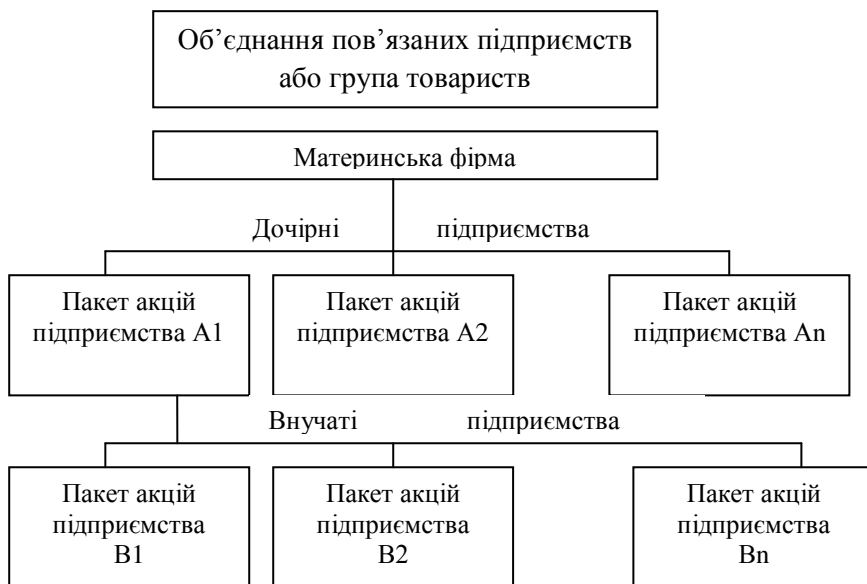 Об’єднання пов’язаних підприємств
або група товариств
Материнська фірма
Дочірні підприємства
Пакет акцій
підприємства А1
Пакет акцій
підприємства А2
Пакет акцій
підприємства Аn
Внучаті підприємства
Пакет акцій
підприємства
В1
Пакет акцій
підприємства
В2
Пакет акцій
підприємства
Вn